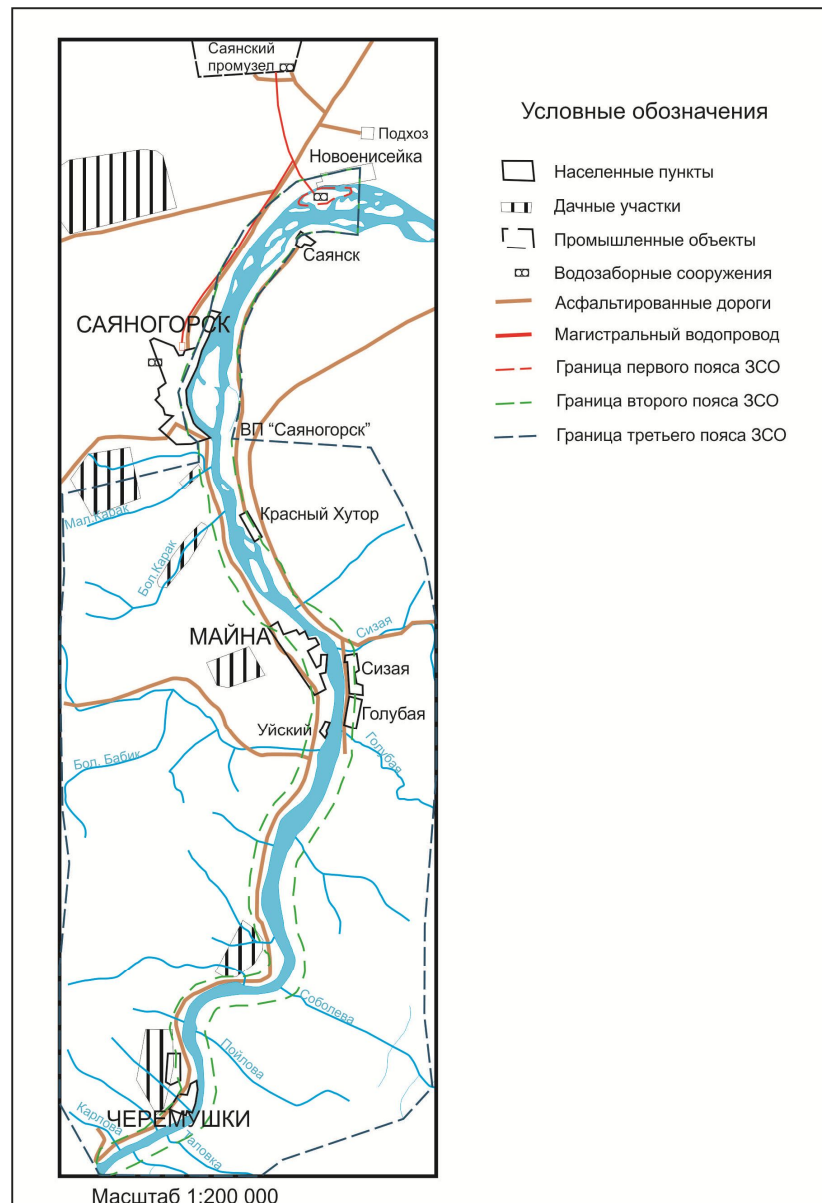 Саянский
промузел
Подхоз
Новоенисейка
Саянск
САЯНОГОРСК
ВП “Саяногорск”
Мал.Карак
Красный Хутор
Бол.Карак
МАЙНА
Сизая
Сизая
Голубая
Уйский
Голубая
Бол. Бабик
Соболева
Пойлова
ЧЕРЕМУШКИ
Карлова
Таловка
Масштаб 1:200 000
Условные обозначения
Населенные пункты
Дачные участки
Промышленные объекты
Водозаборные сооружения
Асфальтированные дороги
Магистральный водопровод
Граница первого пояса ЗСО
Граница второго пояса ЗСО
Граница третьего пояса ЗСО